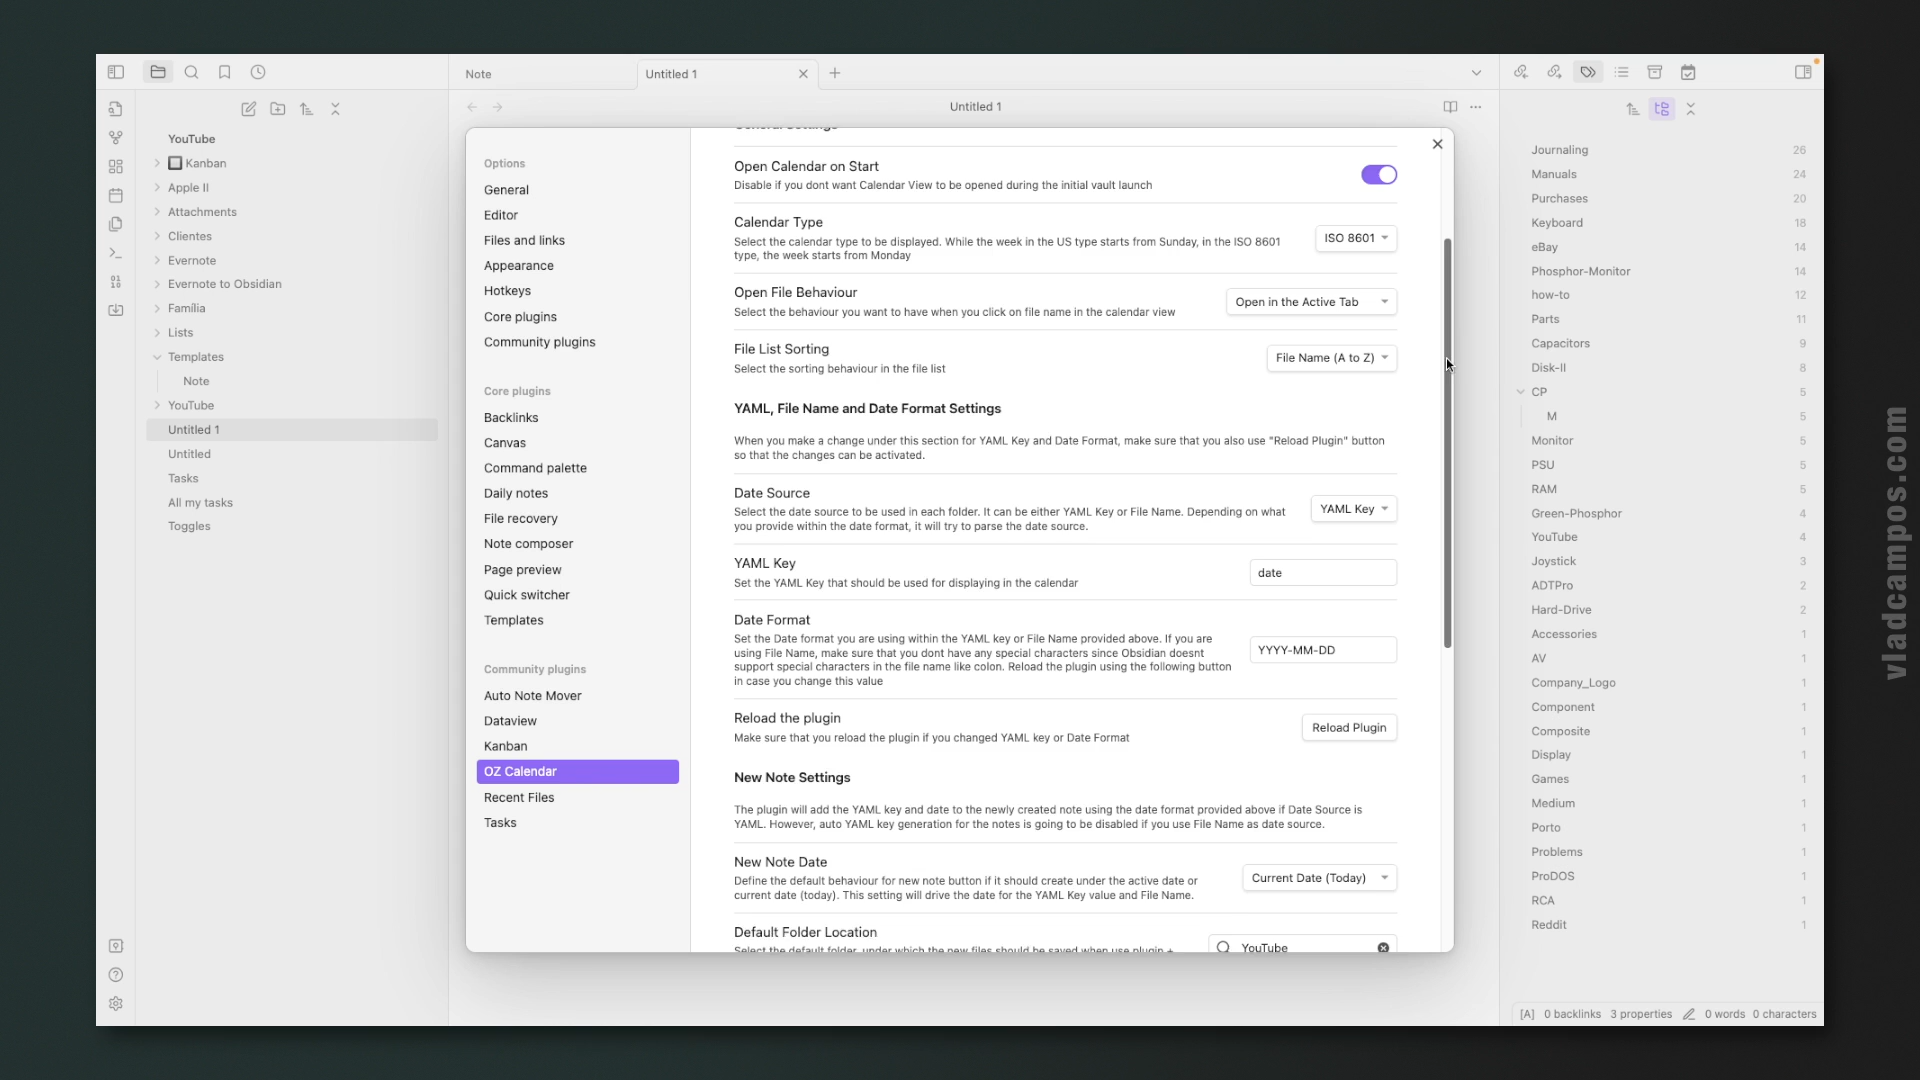 Note
Untitled 1
Untitled 1
YouTube
Kanban
Apple II
Attachments
Clientes
Evernote
Evernote to Obsidian
Família
Lists
Templates
Note
YouTube
Untitled 1
Untitled
Tasks
All my tasks
Toggles
Options
General
Editor
Files and links
Appearance
Hotkeys
Core plugins
Community plugins
Core plugins
Backlinks
Canvas
Command palette
Daily notes
File recovery
Note composer
Page preview
Quick switcher
Templates
Community plugins
Auto Note Mover
Dataview
Kanban
OZ Calendar
Recent Files
Tasks
General Settings
Open Calendar on Start
Disable if you dont want Calendar View to be opened during the initial vault launch
Calendar Type
Select the calendar type to be displayed. While the week in the US type starts from Sunday, in the ISO 8601
type, the week starts from Monday
ISO 8601
Open File Behaviour
Select the behaviour you want to have when you click on file name in the calendar view
Open in the Active Tab
File List Sorting
Select the sorting behaviour in the file list
File Name (A to Z)
YAML, File Name and Date Format Settings
When you make a change under this section for YAML Key and Date Format, make sure that you also use "Reload Plugin" button
so that the changes can be activated.
Date Source
Select the date source to be used in each folder. It can be either YAML Key or File Name. Depending on what
you provide within the date format, it will try to parse the date source.
YAML Key
YAML Key
Set the YAML Key that should be used for displaying in the calendar
date
Date Format
Set the Date format you are using within the YAML key or File Name provided above. If you are
using File Name, make sure that you dont have any special characters since Obsidian doesnt
support special characters in the file name like colon. Reload the plugin using the following button
in case you change this value
YYYY-MM-DD
Reload the plugin
Make sure that you reload the plugin if you changed YAML key or Date Format
Reload Plugin
New Note Settings
The plugin will add the YAML key and date to the newly created note using the date format provided above if Date Source is
YAML. However, auto YAML key generation for the notes is going to be disabled if you use File Name as date source.
New Note Date
Define the default behaviour for new note button if it should create under the active date or
current date (today). This setting will drive the date for the YAML Key value and File Name.
Current Date (Today)
Default Folder Location
Select the default folder, under which the new files should be saved when use plugin +
YouTube
Journaling 26
Manuals 24
Purchases 20
Keyboard 18
eBay 14
Phosphor-Monitor 14
how-to 12
Parts 11
Capacitors 9
Disk-II 8
CP 5
M 5
Monitor 5
PSU 5
RAM 5
Green-Phosphor 4
YouTube 4
Joystick 3
ADTPro 2
Hard-Drive 2
Accessories 1
AV 1
Company_Logo 1
Component 1
Composite 1
Display 1
Games 1
Medium 1
Porto 1
Problems 1
ProDOS 1
RCA 1
Reddit 1
[A] 0 backlinks 3 properties 0 words 0 characters
vladcampos.com